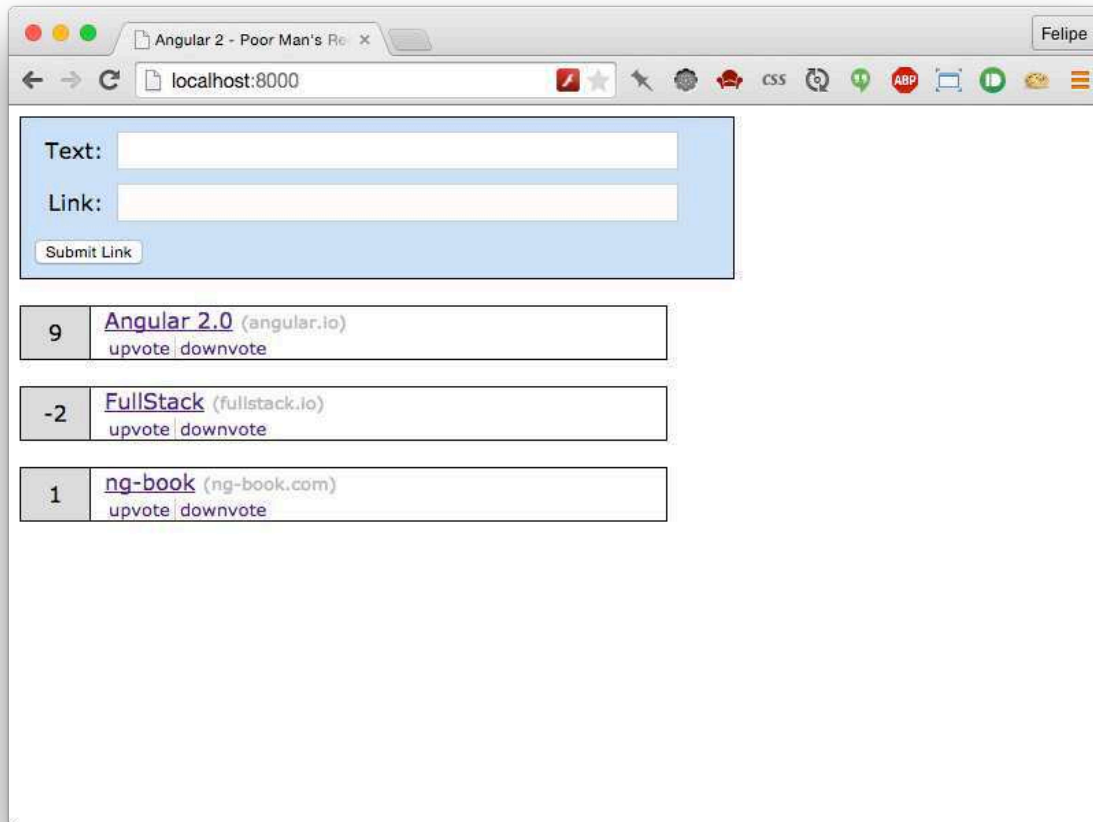 Angular 2 - Poor Man's Re
Felipe
localhost:8000
CSS
ABP
Text:
Link:
Submit Link
9
Angular 2.0 (angular.io)
upvote downvote
-2
FullStack (fullstack.io)
upvote downvote
1
ng-book (ng-book.com)
upvote downvote